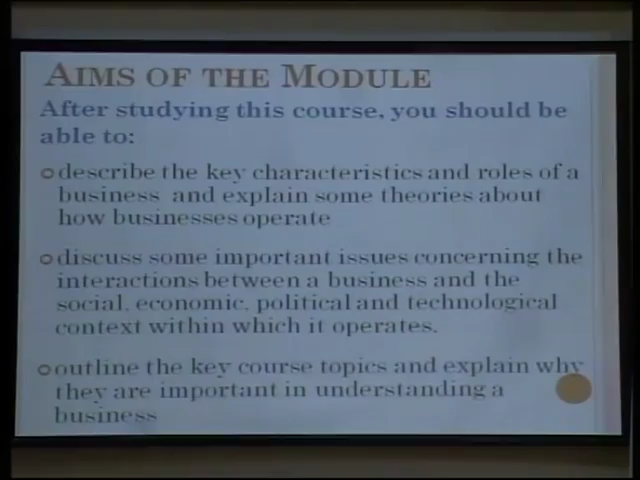 AIMS OF THE MODULE
After studying this course, you should be
able to:
describe the key characteristics and roles of a
business and explain some theories about
how businesses operate
discuss some important issues concerning the
interactions between a business and the
social, economic, political and technological
context within which it operates.
outline the key course topics and explain why
they are important in understanding a
business